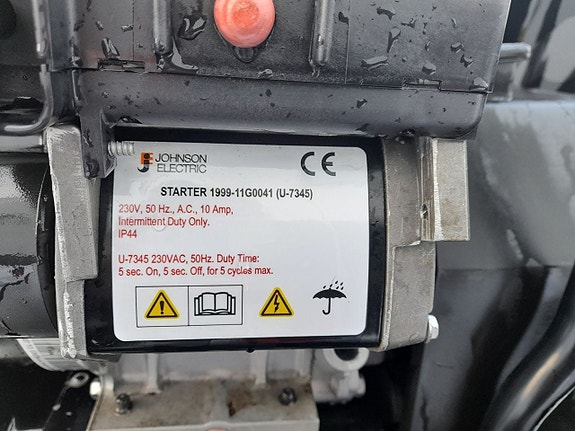 JOHNSON
ELECTRIC
CE
STARTER 1999-11G0041 (U-7345)
230V, 50 Hz., A.C., 10 Amp,
Intermittent Duty Only.
IP44
U-7345 230VAC, 50Hz. Duty Time:
5 sec. On, 5 sec. Off, for 5 cycles max.